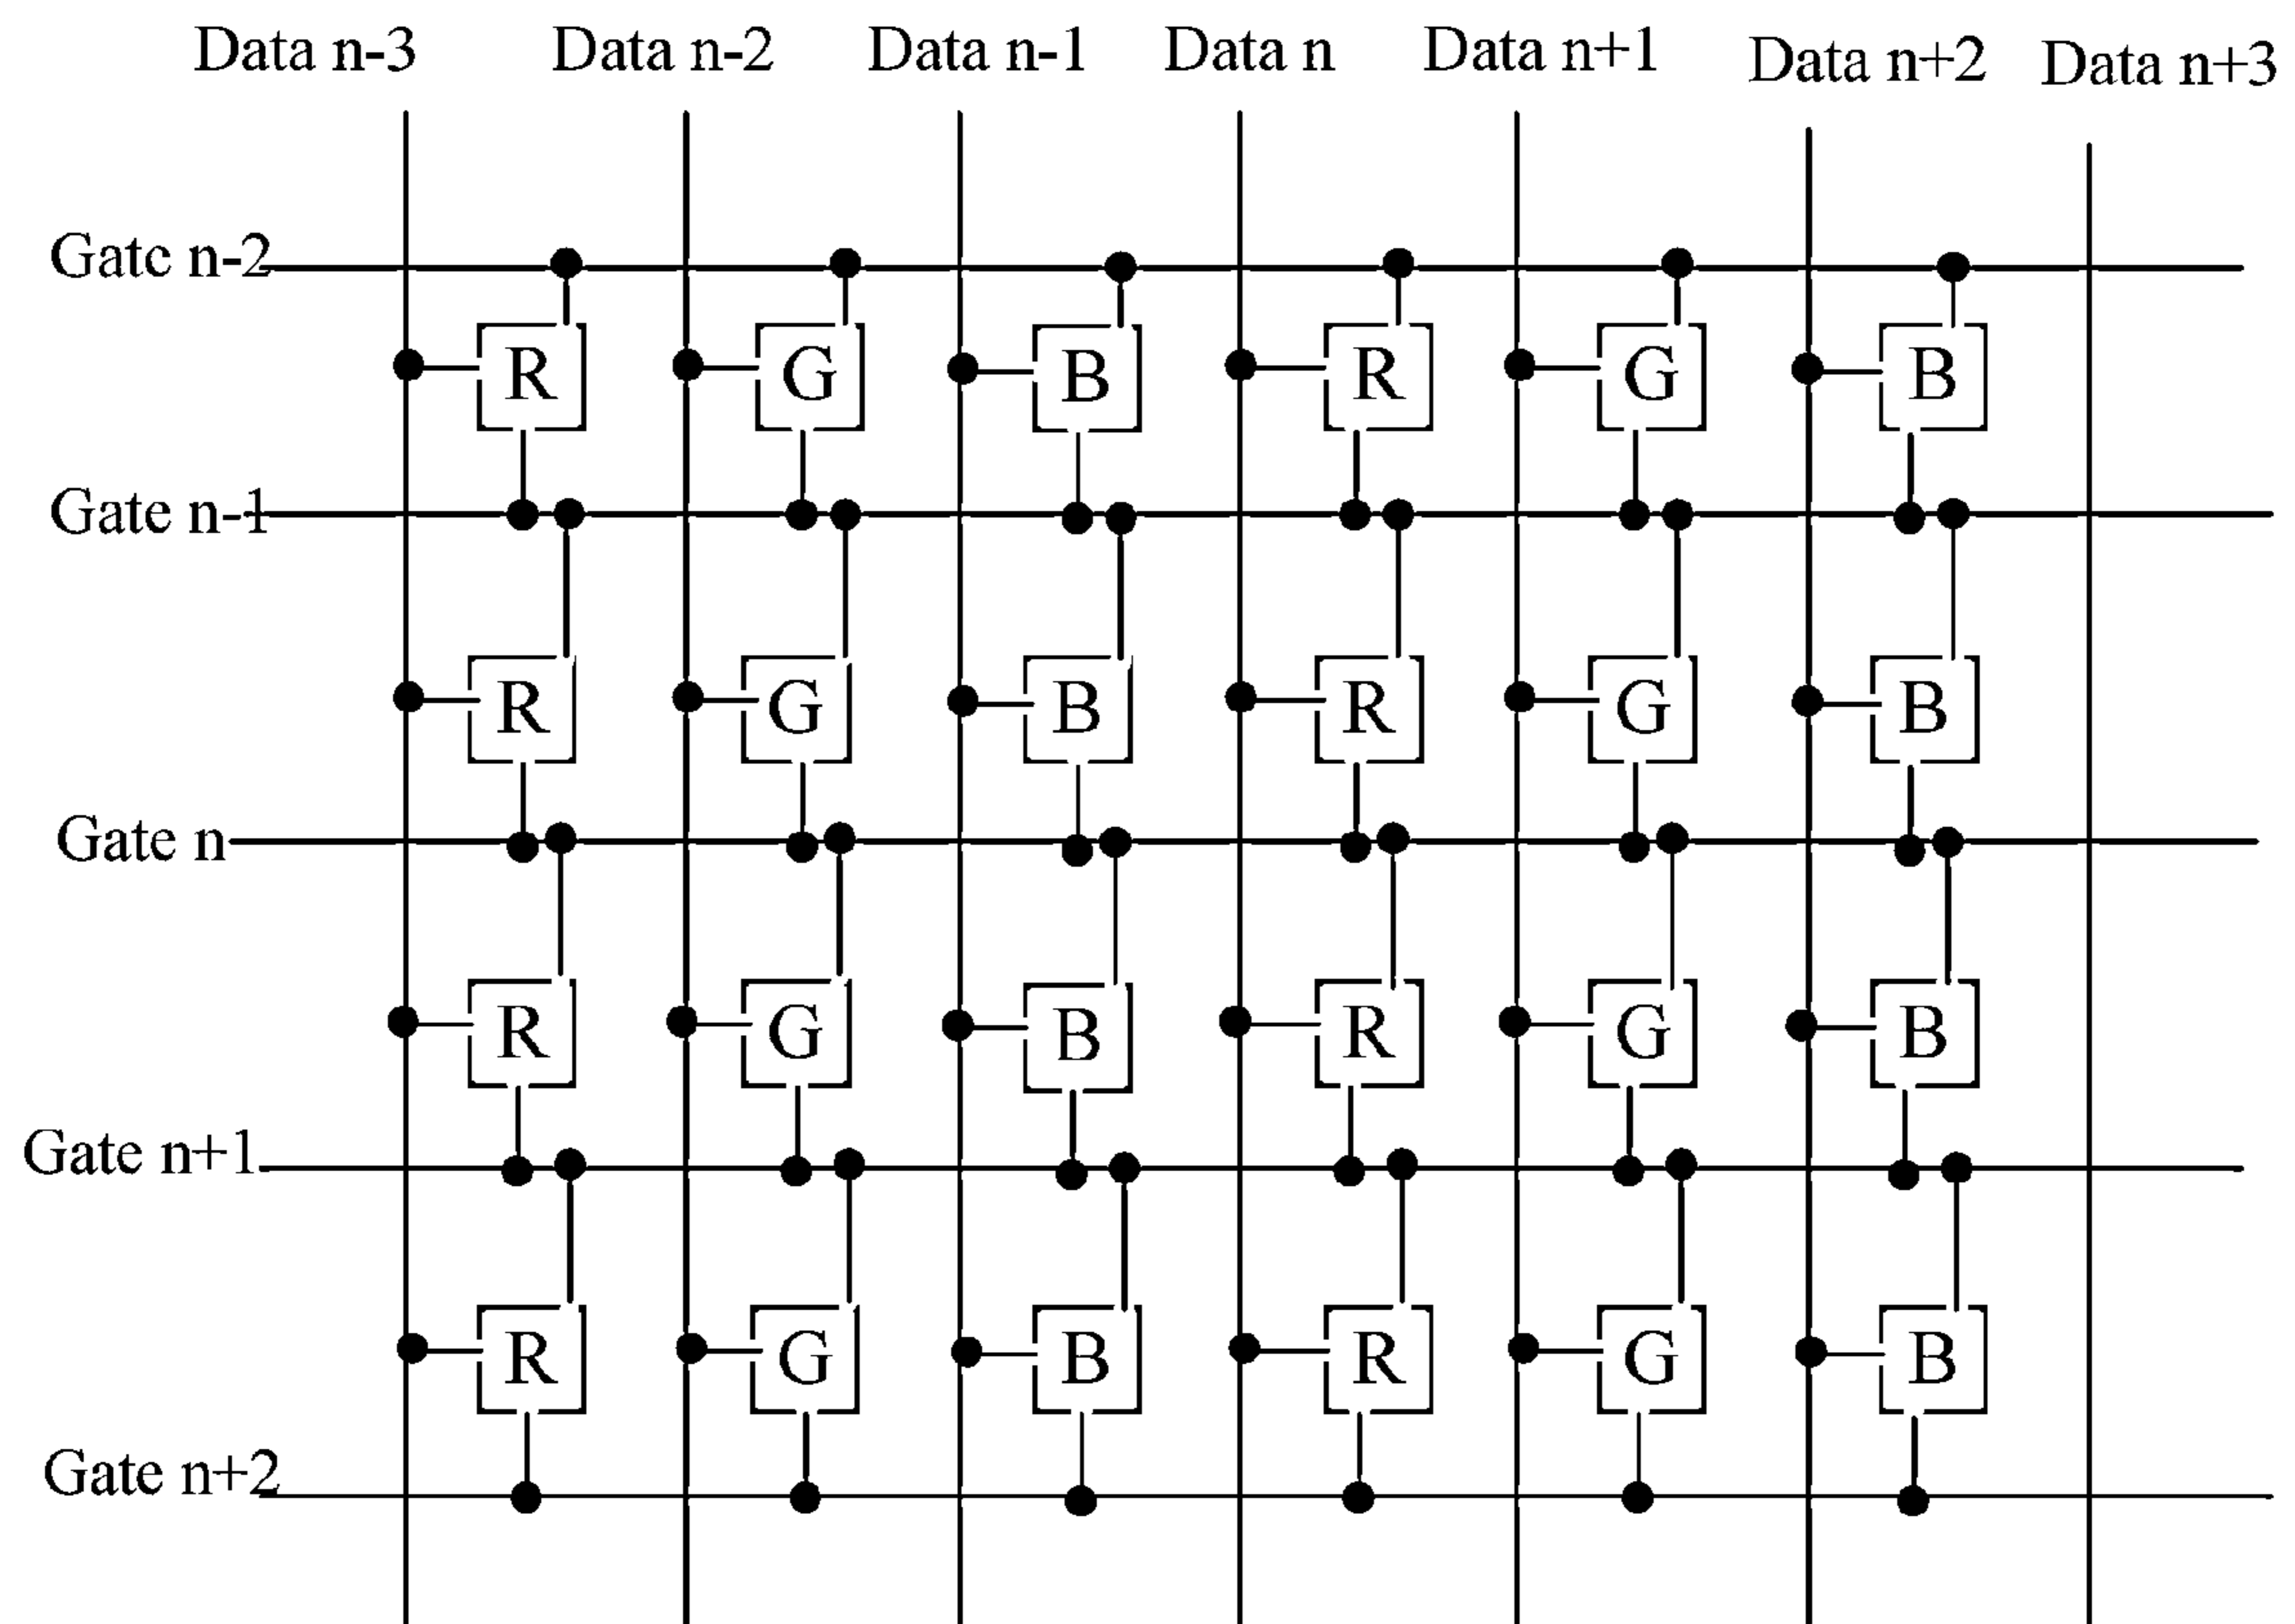 Data n-3 Data n-2 Data n-1 Data n Data n+1 Data n+2 Data n+3
Gate n-2
R G B R G B
Gate n-1
R G B R G B
Gate n
R G B R G B
Gate n+1
R G B R G B
Gate n+2